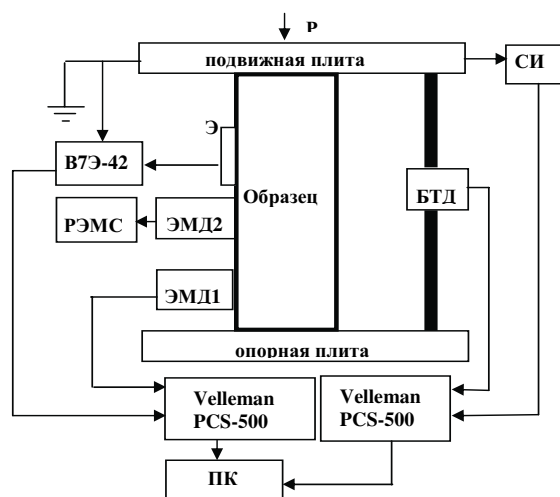 Р
подвижная плита
СИ
Э
В7Э-42
Образец
БТД
РЭМС
ЭМД2
ЭМД1
опорная плита
Velleman
PCS-500
Velleman
PCS-500
ПК